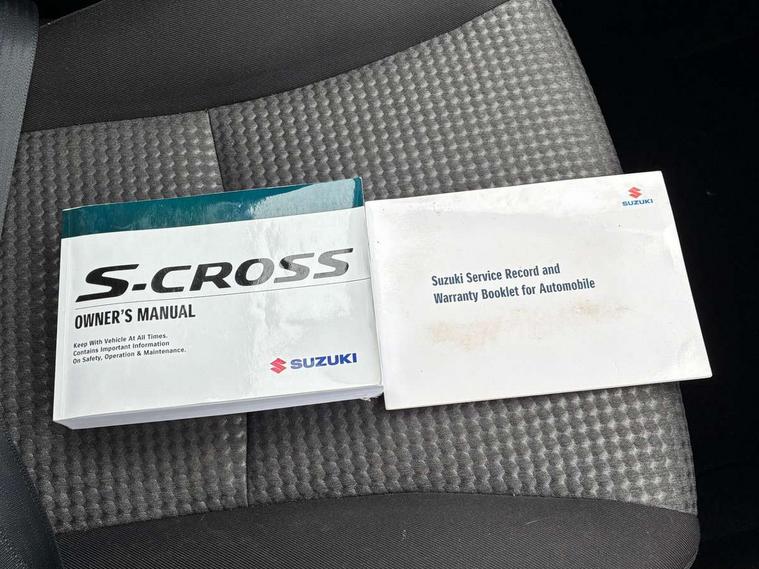 S-CROSS
OWNER'S MANUAL
Keep With Vehicle At All Times.
Contains Important Information
On Safety, Operation & Maintenance.
SUZUKI
SUZUKI
Suzuki Service Record and
Warranty Booklet for Automobile